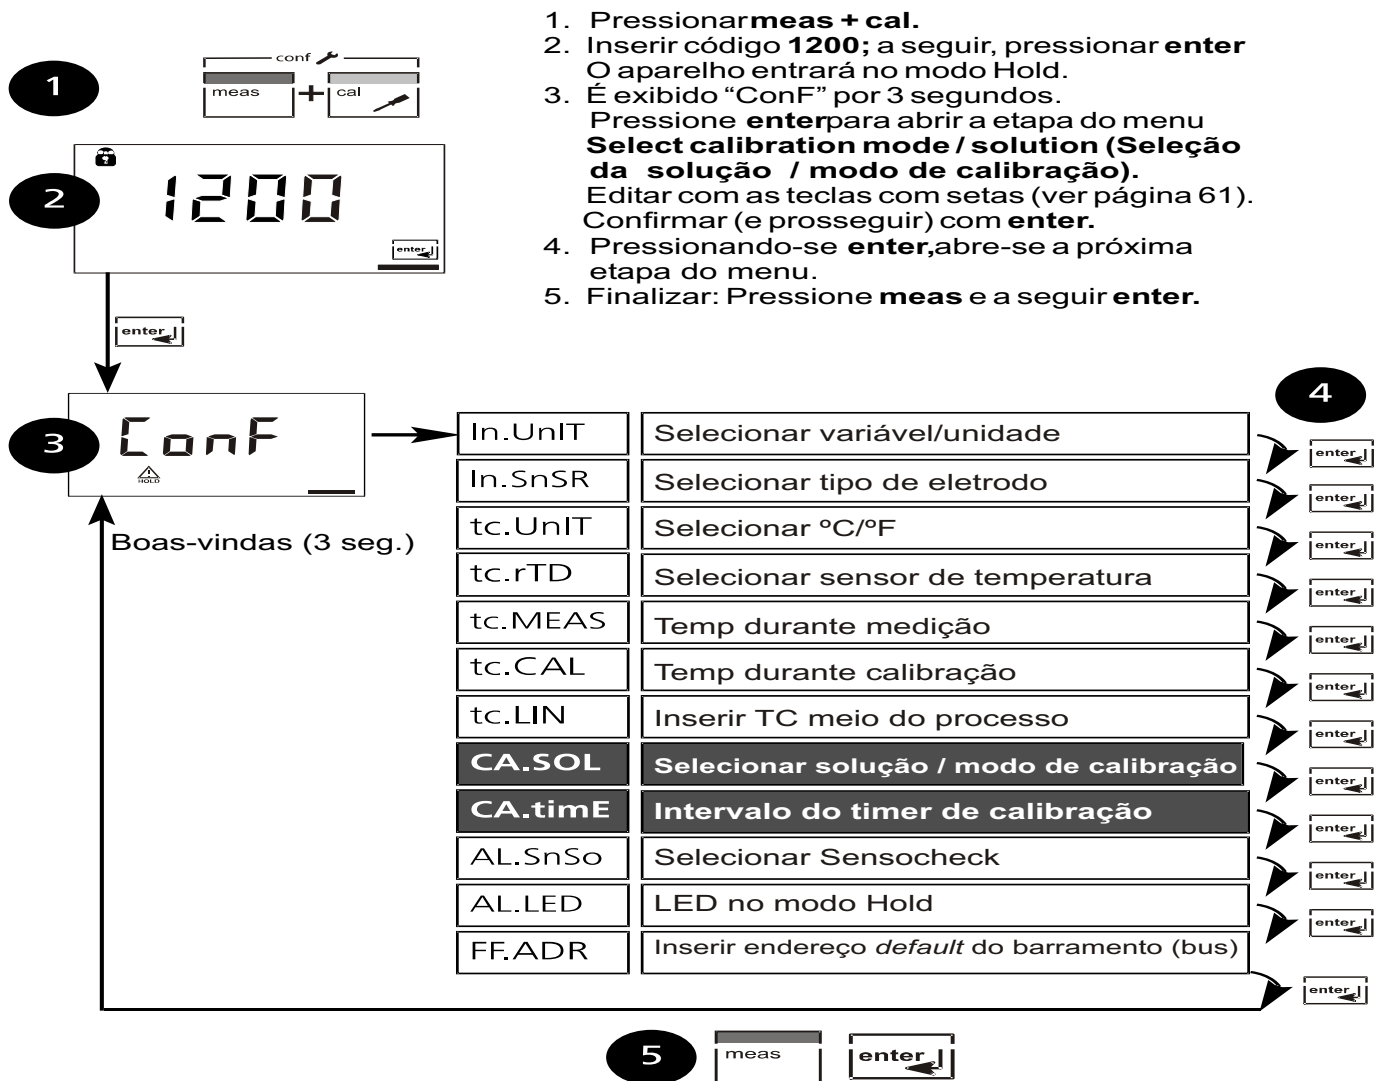 1. Pressionar meas + cal.
2. Inserir código 1200; a seguir, pressionar enter
O aparelho entrará no modo Hold.
3. É exibido “ConF” por 3 segundos.
Pressione enter para abrir a etapa do menu
Select calibration mode / solution (Seleção
da solução / modo de calibração).
Editar com as teclas com setas (ver página 61).
Confirmar (e prosseguir) com enter.
4. Pressionando-se enter, abre-se a próxima
etapa do menu.
5. Finalizar: Pressione meas e a seguir enter.
1
conf
meas + cal
2
1200
enter
enter
3
ConF
HOLD
Boas-vindas (3 seg.)
4
In.UnIT Selecionar variável/unidade
enter
In.SnSR Selecionar tipo de eletrodo
enter
tc.UnIT Selecionar ºC/ºF
enter
tc.rTD Selecionar sensor de temperatura
enter
tc.MEAS Temp durante medição
enter
tc.CAL Temp durante calibração
enter
tc.LIN Inserir TC meio do processo
enter
CA.SOL Selecionar solução / modo de calibração
enter
CA.timE Intervalo do timer de calibração
enter
AL.SnSo Selecionar Sensocheck
enter
AL.LED LED no modo Hold
enter
FF.ADR Inserir endereço default do barramento (bus)
enter
5
meas
enter